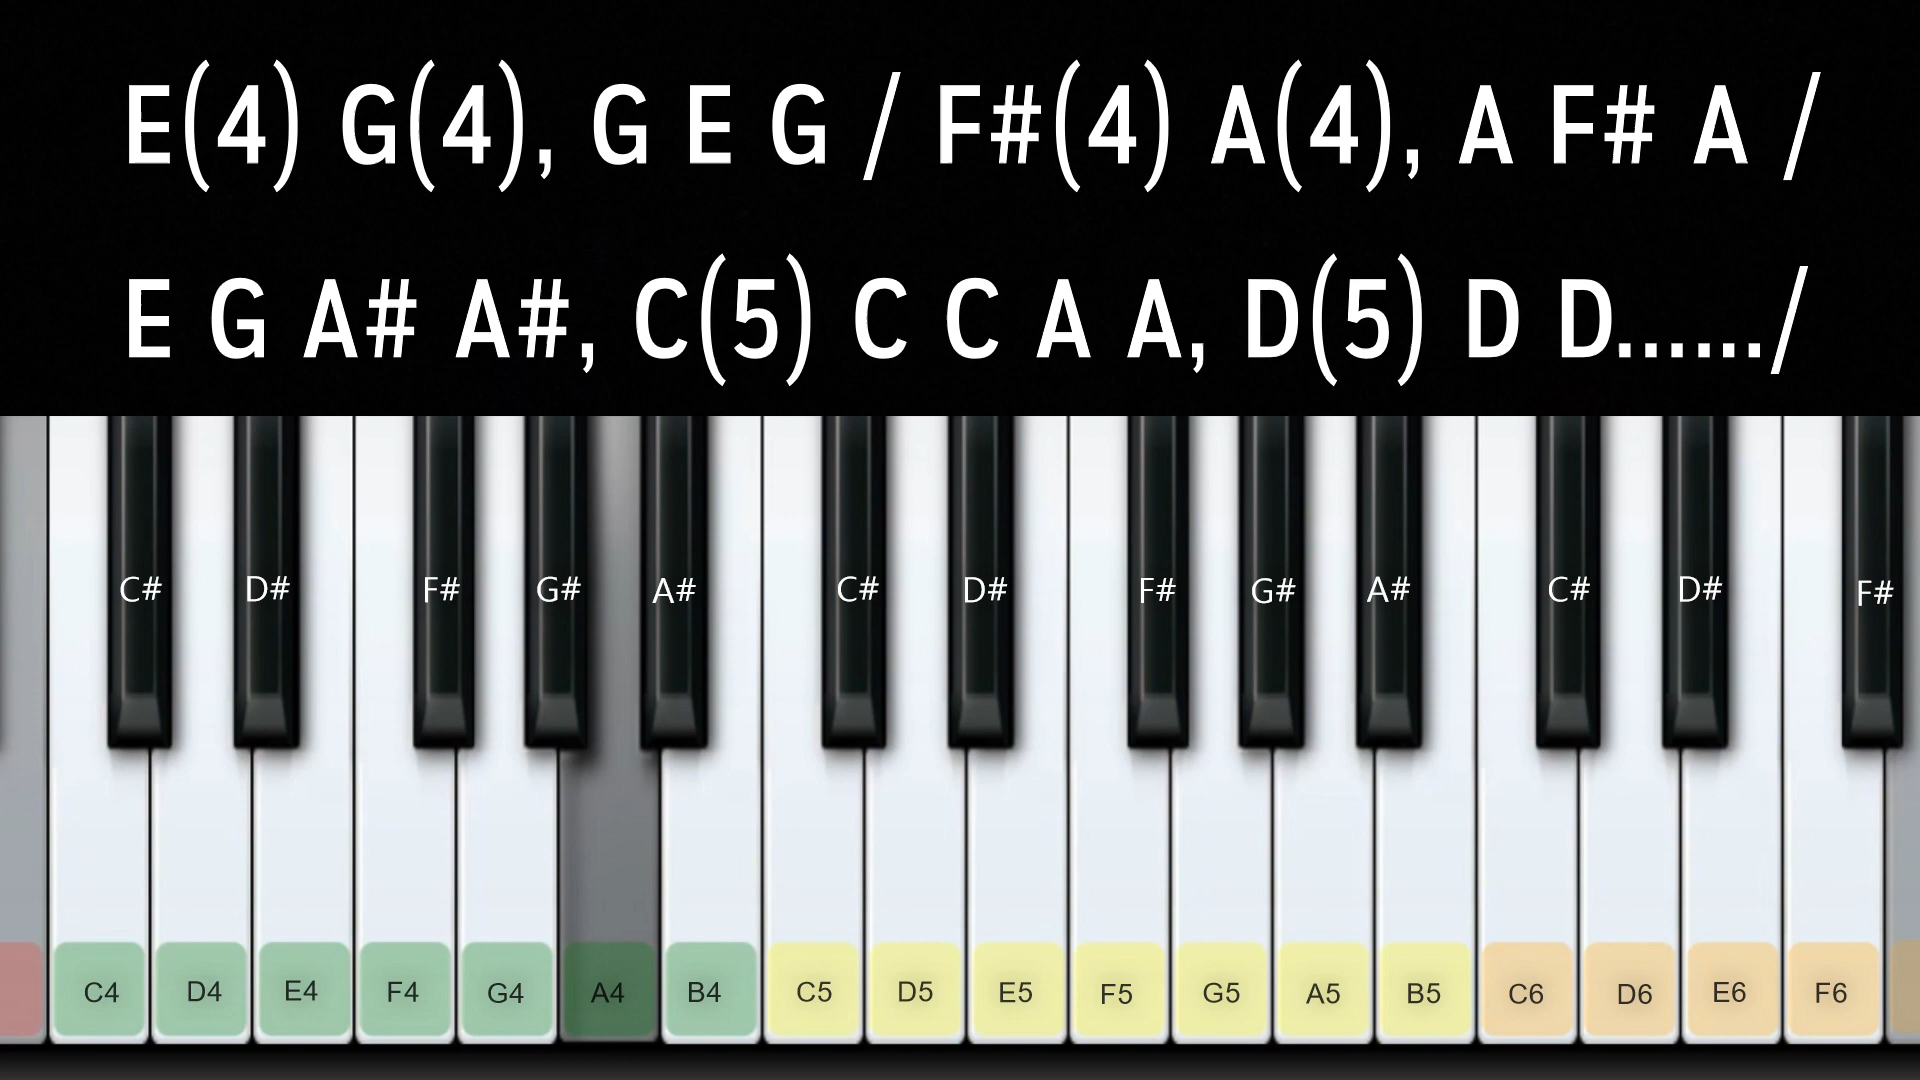 E(4) G(4), G E G / F#(4) A(4), A F# A /
E G A# A#, C(5) C C A A, D(5) D D....../
C# D# F# G# A# C# D# F# G# A# C# D# F#
C4 D4 E4 F4 G4 A4 B4 C5 D5 E5 F5 G5 A5 B5 C6 D6 E6 F6